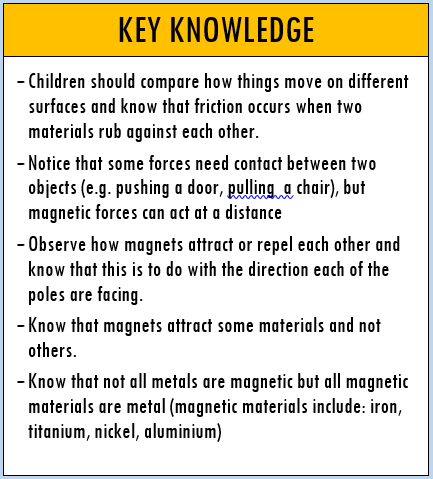 KEY KNOWLEDGE
– Children should compare how things move on different
surfaces and know that friction occurs when two
materials rub against each other.
– Notice that some forces need contact between two
objects (e.g. pushing a door, pulling  a chair), but
magnetic forces can act at a distance
– Observe how magnets attract or repel each other and
know that this is to do with the direction each of the
poles are facing.
– Know that magnets attract some materials and not
others.
– Know that not all metals are magnetic but all magnetic
materials are metal (magnetic materials include: iron,
titanium, nickel, aluminium)